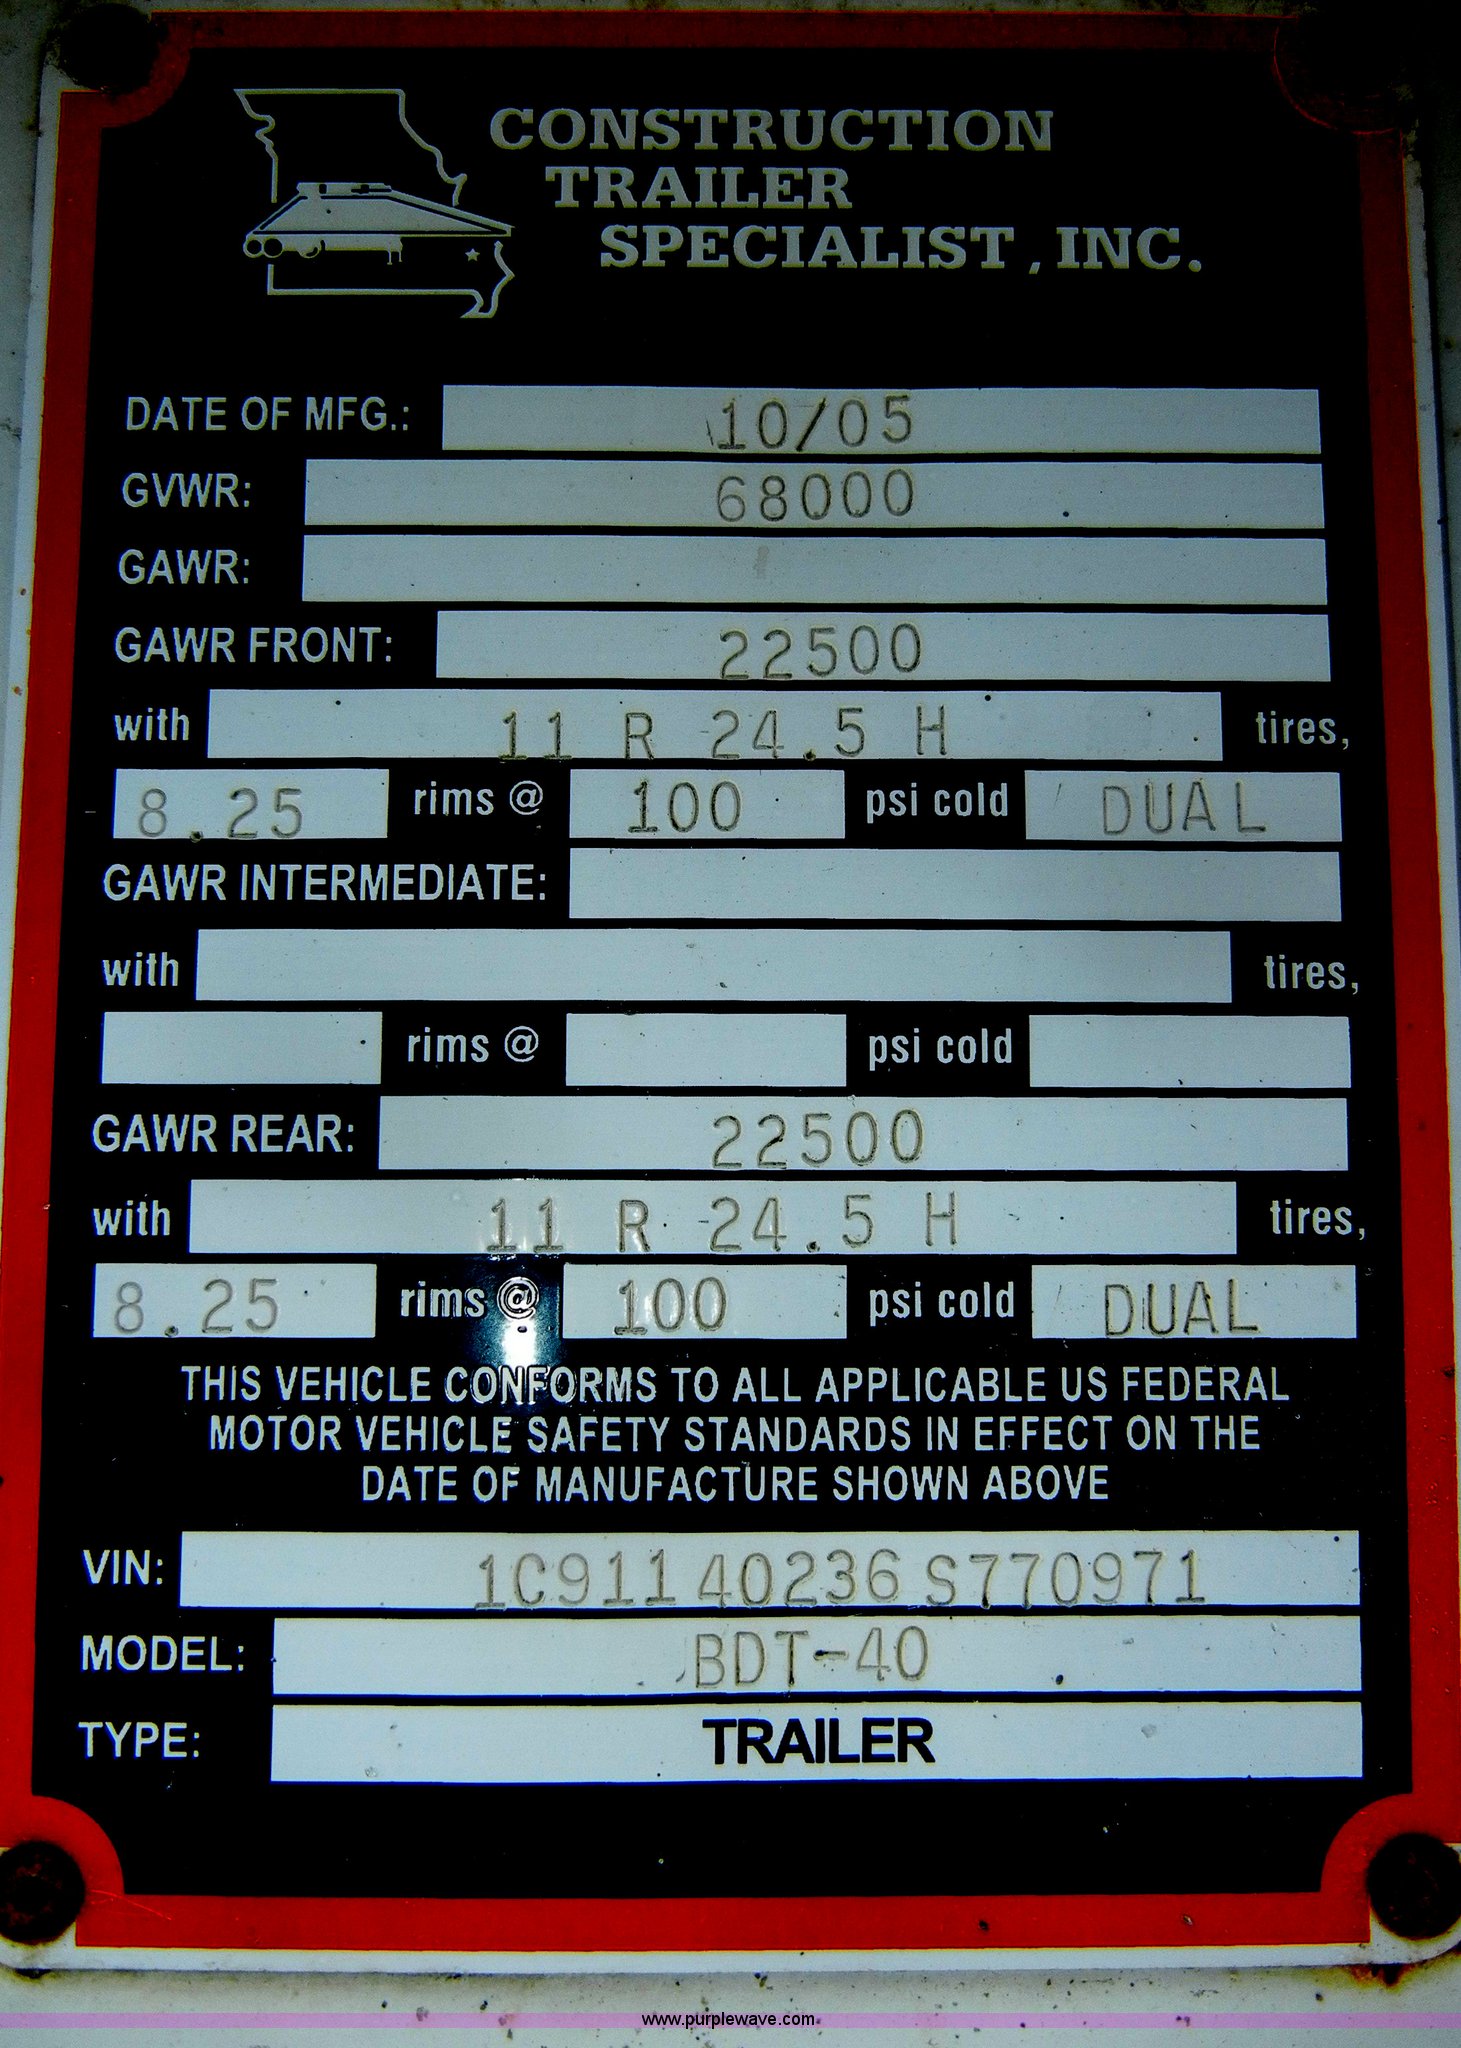 CONSTRUCTION
TRAILER
SPECIALIST, INC.
DATE OF MFG.: 10/05
GVWR: 68000
GAWR:
GAWR FRONT: 22500
with 11 R 24.5 H tires,
8.25 rims @ 100 psi cold DUAL
GAWR INTERMEDIATE:
with tires,
rims @ psi cold
GAWR REAR: 22500
with 11 R 24.5 H tires,
8.25 rims @ 100 psi cold DUAL
THIS VEHICLE CONFORMS TO ALL APPLICABLE US FEDERAL
MOTOR VEHICLE SAFETY STANDARDS IN EFFECT ON THE
DATE OF MANUFACTURE SHOWN ABOVE
VIN: 1C91140236S770971
MODEL: BDT-40
TYPE: TRAILER
www.purplewave.com